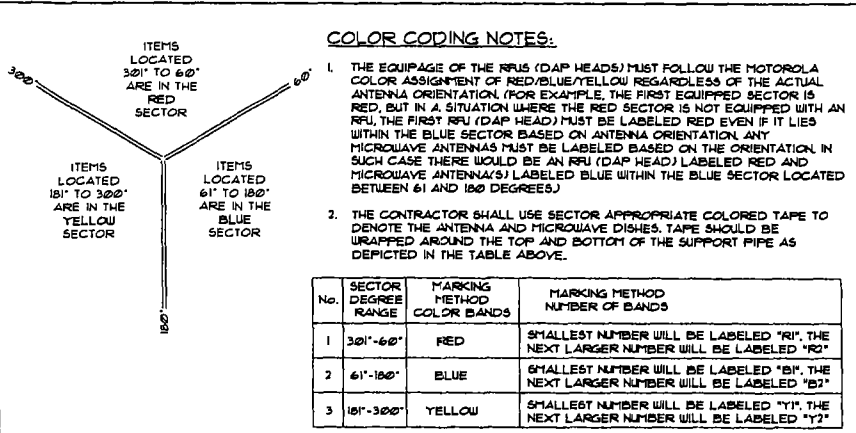 ITEMS
LOCATED
301° TO 60°
ARE IN THE
RED
SECTOR
300°
60°
ITEMS
LOCATED
181° TO 300°
ARE IN THE
YELLOW
SECTOR
ITEMS
LOCATED
61° TO 180°
ARE IN THE
BLUE
SECTOR
180°
COLOR CODING NOTES:
1. THE EQUIPAGE OF THE RFUS (DAP HEADS) MUST FOLLOW THE MOTOROLA
COLOR ASSIGNMENT OF RED/BLUE/YELLOW REGARDLESS OF THE ACTUAL
ANTENNA ORIENTATION. (FOR EXAMPLE, THE FIRST EQUIPPED SECTOR IS
RED, BUT IN A SITUATION WHERE THE RED SECTOR IS NOT EQUIPPED WITH AN
RFU, THE FIRST RFU (DAP HEAD) MUST BE LABELED RED EVEN IF IT LIES
WITHIN THE BLUE SECTOR BASED ON ANTENNA ORIENTATION. ANY
MICROWAVE ANTENNAS MUST BE LABELED BASED ON THE ORIENTATION. IN
SUCH CASE THERE WOULD BE AN RFU (DAP HEAD) LABELED RED AND
MICROWAVE ANTENNA(S) LABELED BLUE WITHIN THE BLUE SECTOR LOCATED
BETWEEN 61 AND 180 DEGREES.)
2. THE CONTRACTOR SHALL USE SECTOR APPROPRIATE COLORED TAPE TO
DENOTE THE ANTENNA AND MICROWAVE DISHES. TAPE SHOULD BE
WRAPPED AROUND THE TOP AND BOTTOM OF THE SUPPORT PIPE AS
DEPICTED IN THE TABLE ABOVE.
No. SECTOR DEGREE RANGE MARKING METHOD COLOR BANDS MARKING METHOD NUMBER OF BANDS
1 301°-60° RED SMALLEST NUMBER WILL BE LABELED "R1". THE
NEXT LARGER NUMBER WILL BE LABELED "R2"
2 61°-180° BLUE SMALLEST NUMBER WILL BE LABELED "B1". THE
NEXT LARGER NUMBER WILL BE LABELED "B2"
3 181°-300° YELLOW SMALLEST NUMBER WILL BE LABELED "Y1". THE
NEXT LARGER NUMBER WILL BE LABELED "Y2"